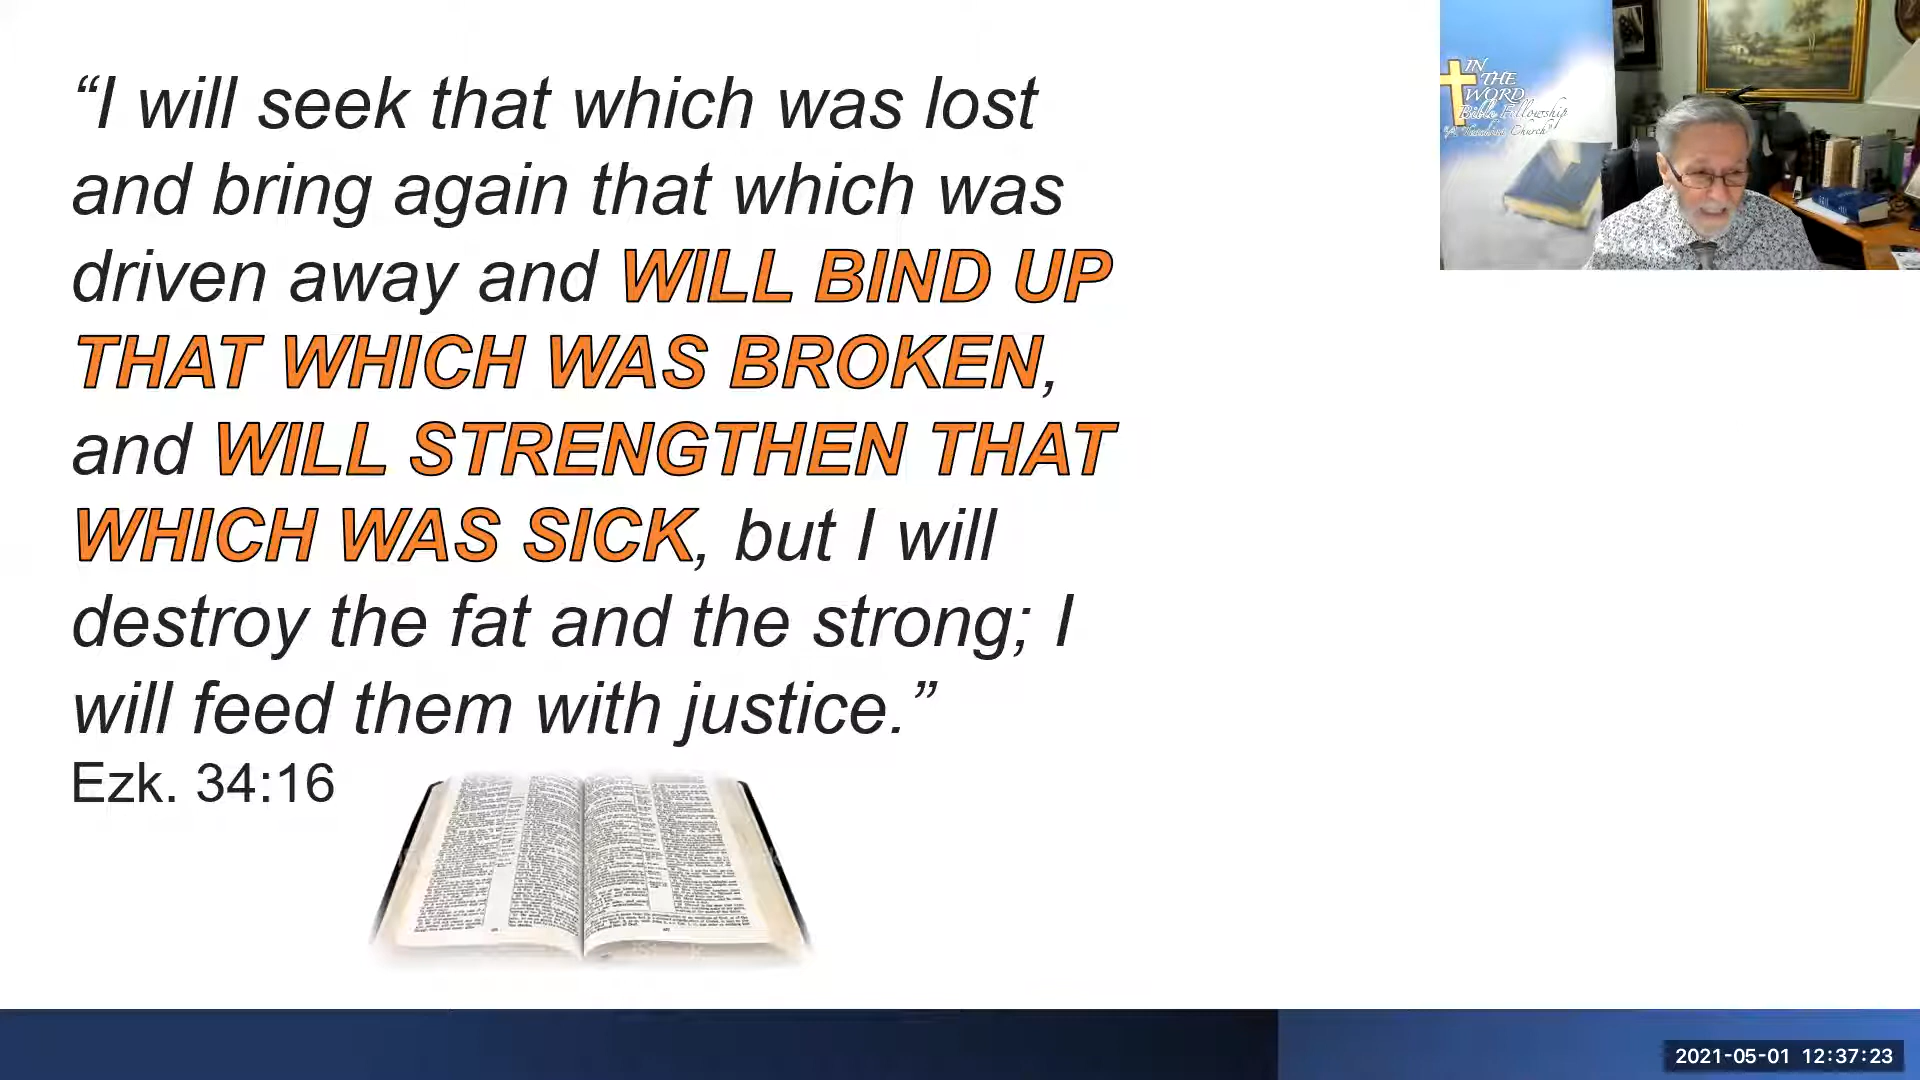 “I will seek that which was lost
and bring again that which was
driven away and WILL BIND UP
THAT WHICH WAS BROKEN,
and WILL STRENGTHEN THAT
WHICH WAS SICK, but I will
destroy the fat and the strong; I
will feed them with justice.”
Ezk. 34:16
IN
THE
WORD
Bible Fellowship
"A Teaching Church"
2021-05-01 12:37:23